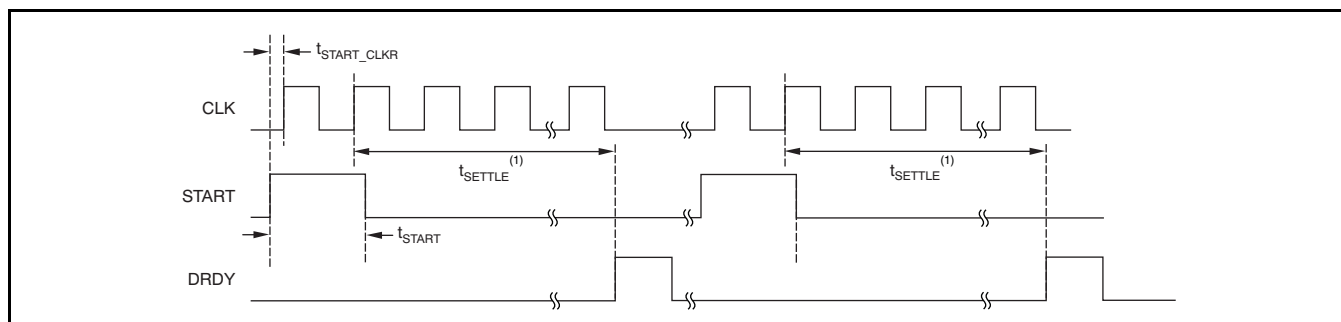 tSTART_CLKR
CLK
tSETTLE(1)
tSETTLE(1)
START
tSTART
DRDY